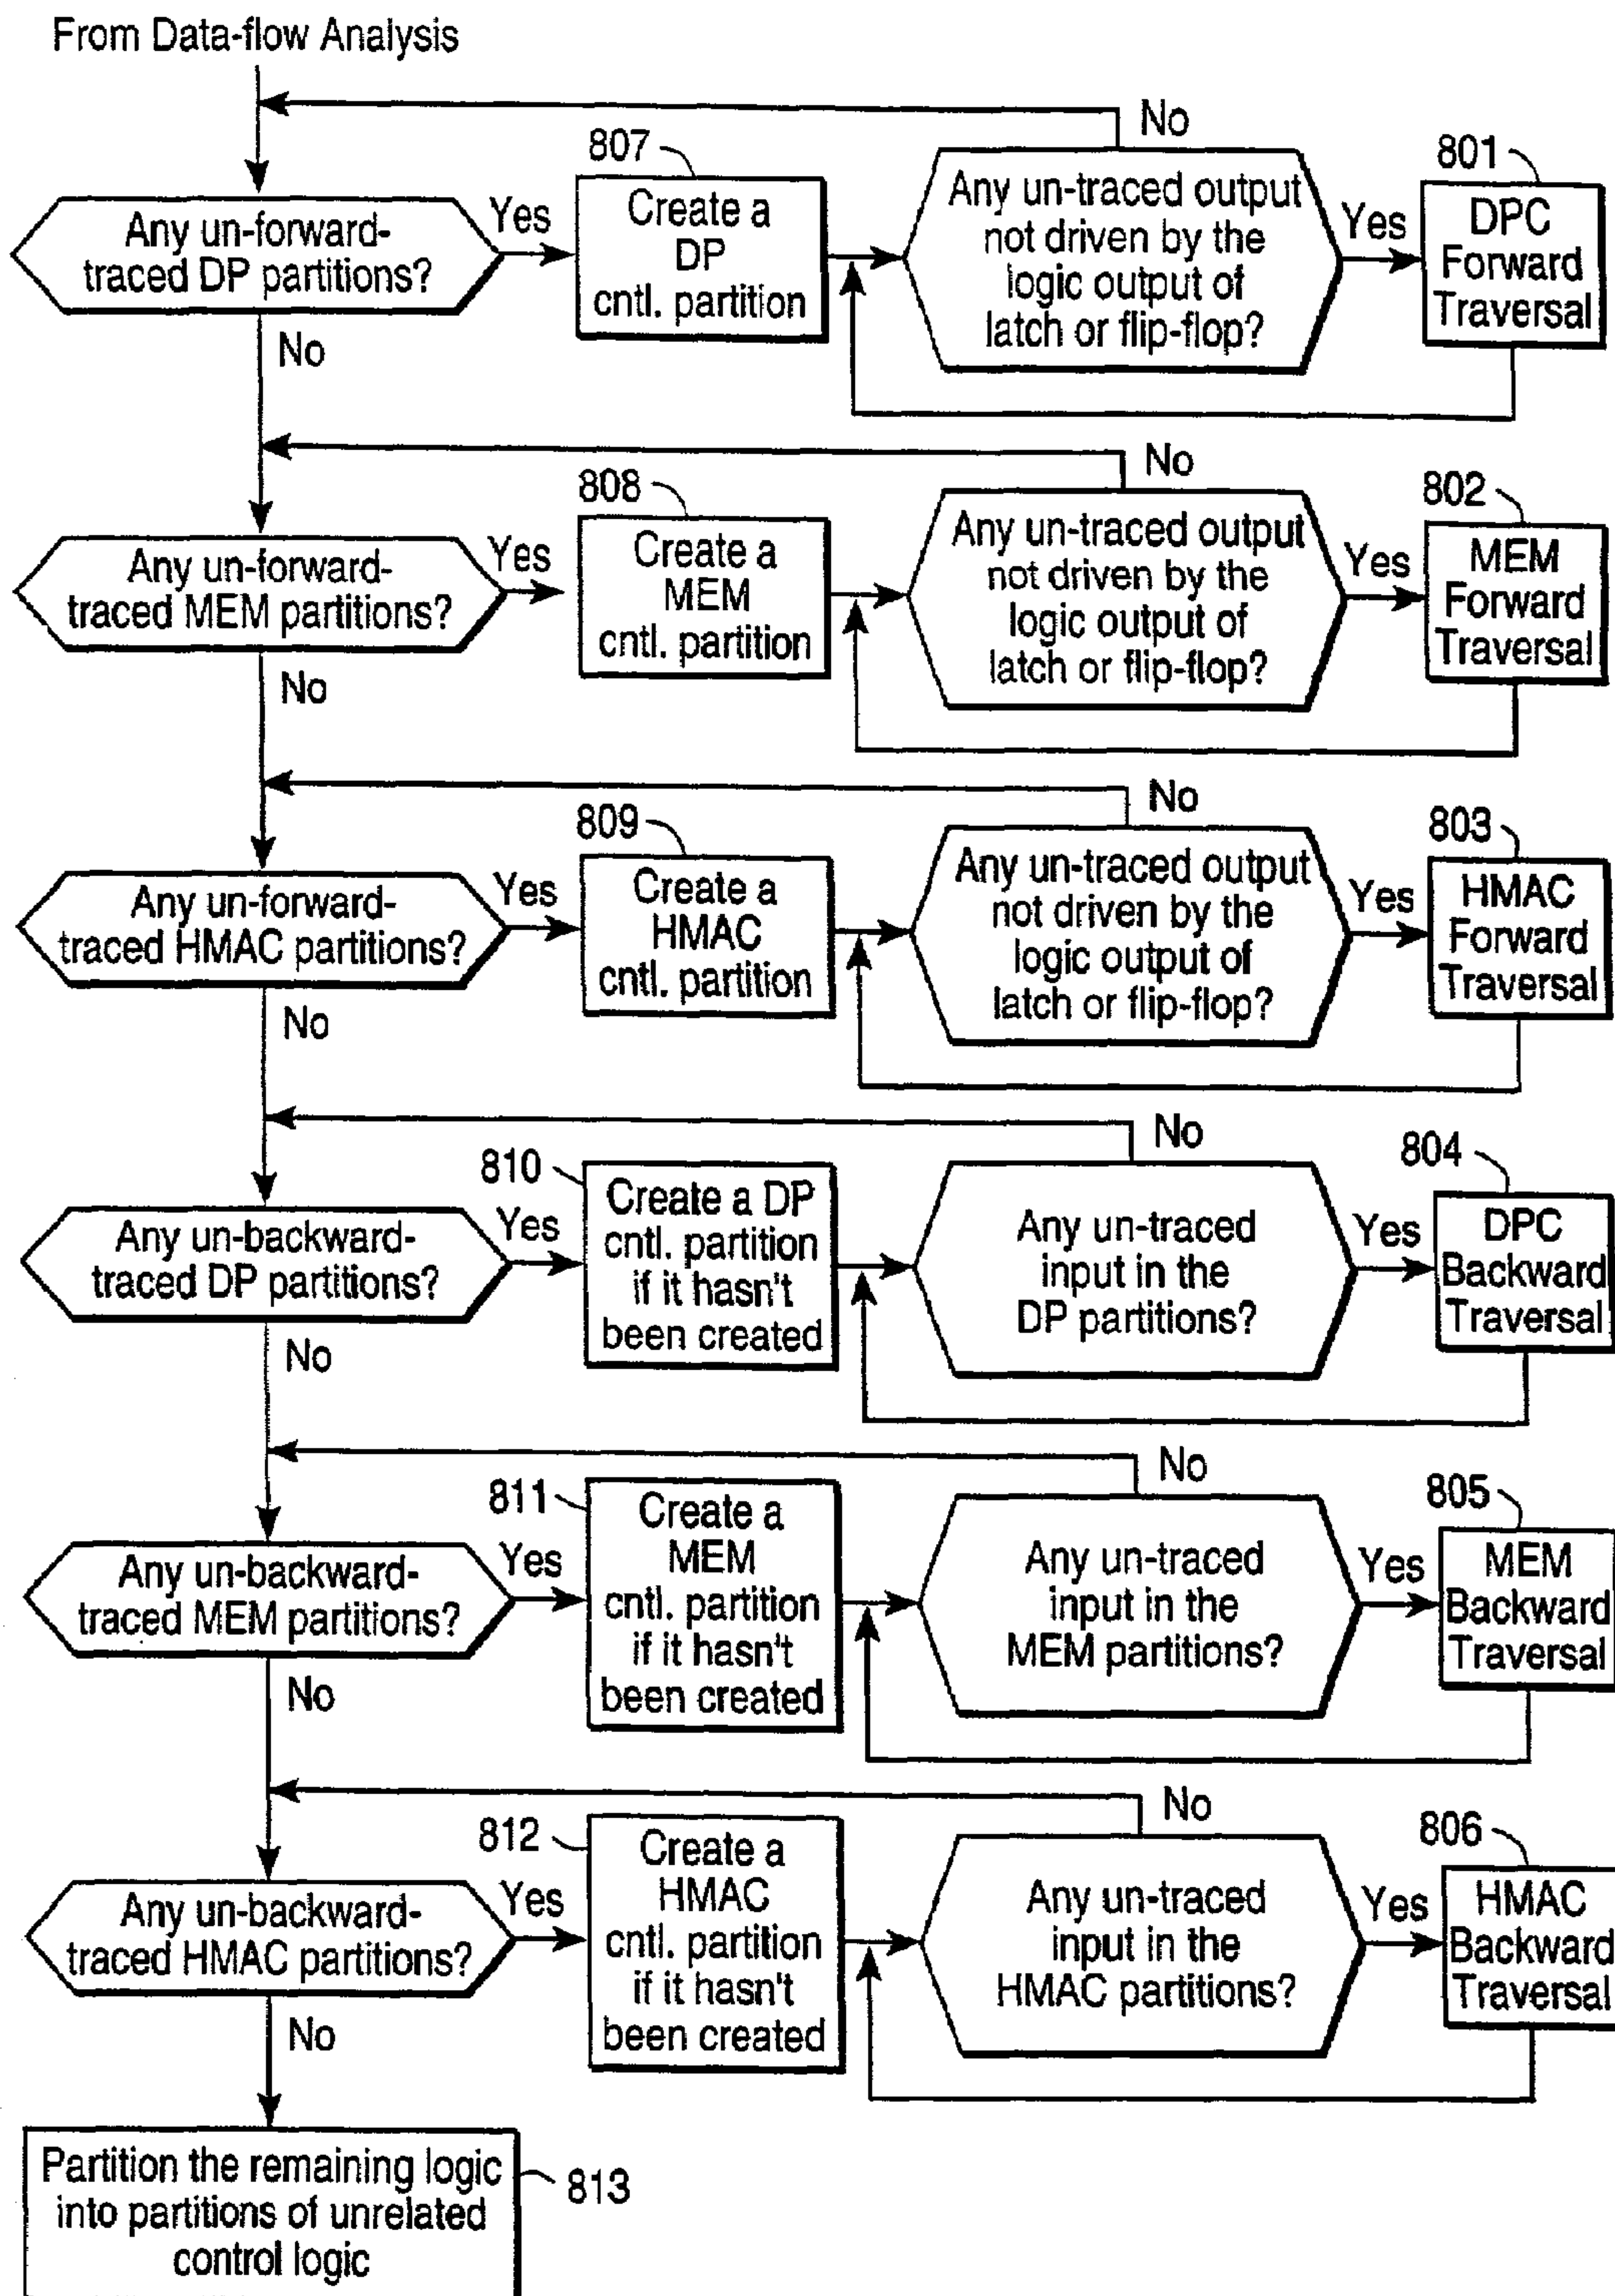 From Data-flow Analysis
No
807
801
Any un-forward-
traced DP partitions?
Yes
Create a
DP
cntl. partition
Any un-traced output
not driven by the
logic output of
latch or flip-flop?
Yes
DPC
Forward
Traversal
No
No
808
802
Any un-forward-
traced MEM partitions?
Yes
Create a
MEM
cntl. partition
Any un-traced output
not driven by the
logic output of
latch or flip-flop?
Yes
MEM
Forward
Traversal
No
No
809
803
Any un-forward-
traced HMAC partitions?
Yes
Create a
HMAC
cntl. partition
Any un-traced output
not driven by the
logic output of
latch or flip-flop?
Yes
HMAC
Forward
Traversal
No
No
810
804
Any un-backward-
traced DP partitions?
Yes
Create a DP
cntl. partition
if it hasn't
been created
Any un-traced
input in the
DP partitions?
Yes
DPC
Backward
Traversal
No
No
811
805
Any un-backward-
traced MEM partitions?
Yes
Create a
MEM
cntl. partition
if it hasn't
been created
Any un-traced
input in the
MEM partitions?
Yes
MEM
Backward
Traversal
No
No
812
806
Any un-backward-
traced HMAC partitions?
Yes
Create a
HMAC
cntl. partition
if it hasn't
been created
Any un-traced
input in the
HMAC partitions?
Yes
HMAC
Backward
Traversal
No
Partition the remaining logic
into partitions of unrelated
control logic
813